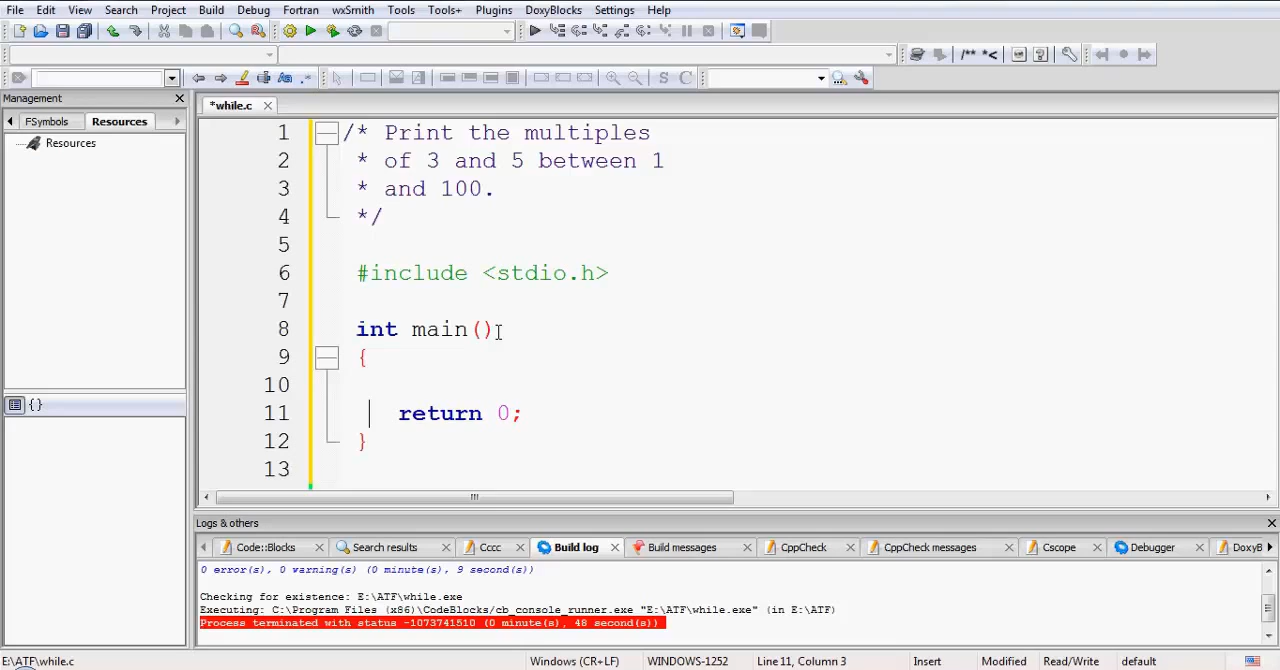 File Edit View Search Project Build Debug Fortran wxSmith Tools Tools+ Plugins DoxyBlocks Settings Help
/** *<
S C
Management
FSymbols Resources
Resources
{}
*while.c
1 /* Print the multiples
2 * of 3 and 5 between 1
3 * and 100.
4 */
5
6 #include <stdio.h>
7
8 int main()
9 {
10
11 return 0;
12 }
13
Logs & others
Code::Blocks Search results Cccc Build log Build messages CppCheck CppCheck messages Cscope Debugger DoxyB
0 error(s), 0 warning(s) (0 minute(s), 9 second(s))
Checking for existence: E:\ATF\while.exe
Executing: C:\Program Files (x86)\CodeBlocks/cb_console_runner.exe "E:\ATF\while.exe" (in E:\ATF)
Process terminated with status -1073741510 (0 minute(s), 48 second(s))
E:\ATF\while.c Windows (CR+LF) WINDOWS-1252 Line 11, Column 3 Insert Modified Read/Write default